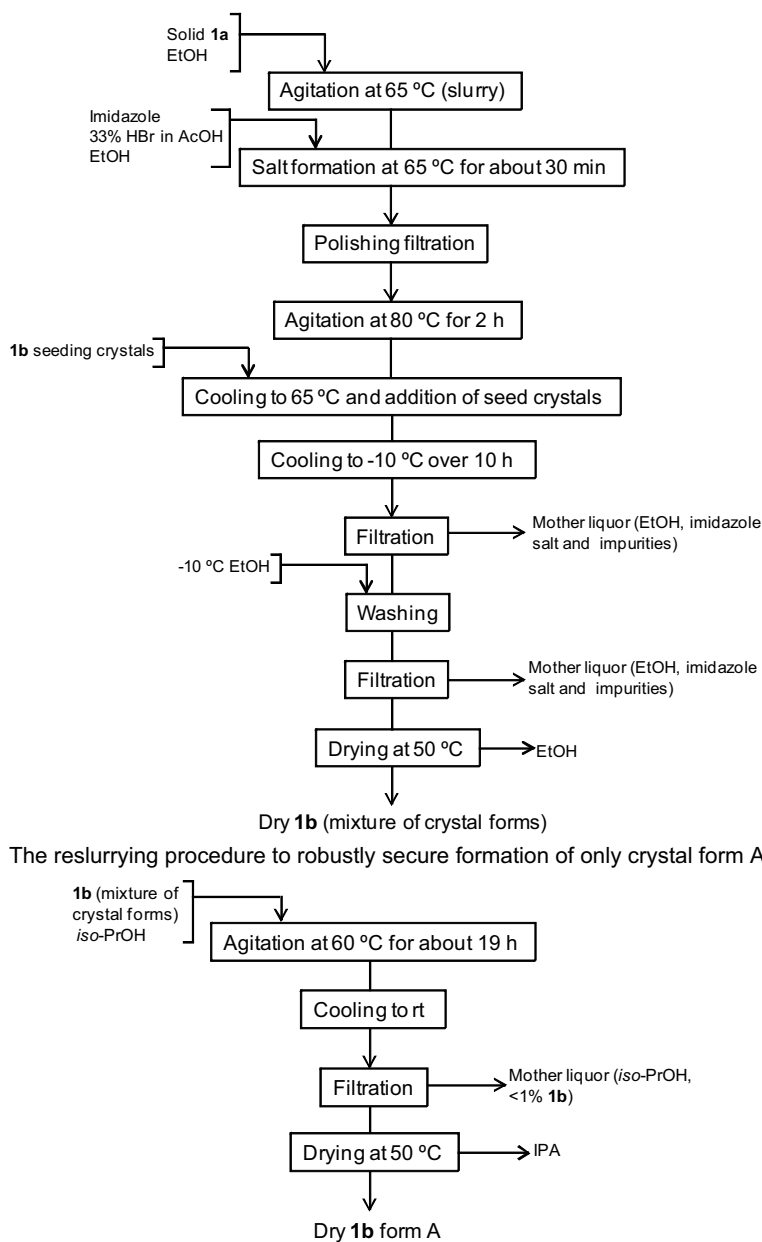 Solid 1a
EtOH
Agitation at 65 ºC (slurry)
Imidazole
33% HBr in AcOH
EtOH
Salt formation at 65 ºC for about 30 min
Polishing filtration
Agitation at 80 ºC for 2 h
1b seeding crystals
Cooling to 65 ºC and addition of seed crystals
Cooling to -10 ºC over 10 h
Filtration
Mother liquor (EtOH, imidazole
salt and impurities)
-10 ºC EtOH
Washing
Filtration
Mother liquor (EtOH, imidazole
salt and impurities)
Drying at 50 ºC
EtOH
Dry 1b (mixture of crystal forms)
The reslurrying procedure to robustly secure formation of only crystal form A
1b (mixture of
crystal forms)
iso-PrOH
Agitation at 60 ºC for about 19 h
Cooling to rt
Filtration
Mother liquor (iso-PrOH,
<1% 1b)
Drying at 50 ºC
IPA
Dry 1b form A